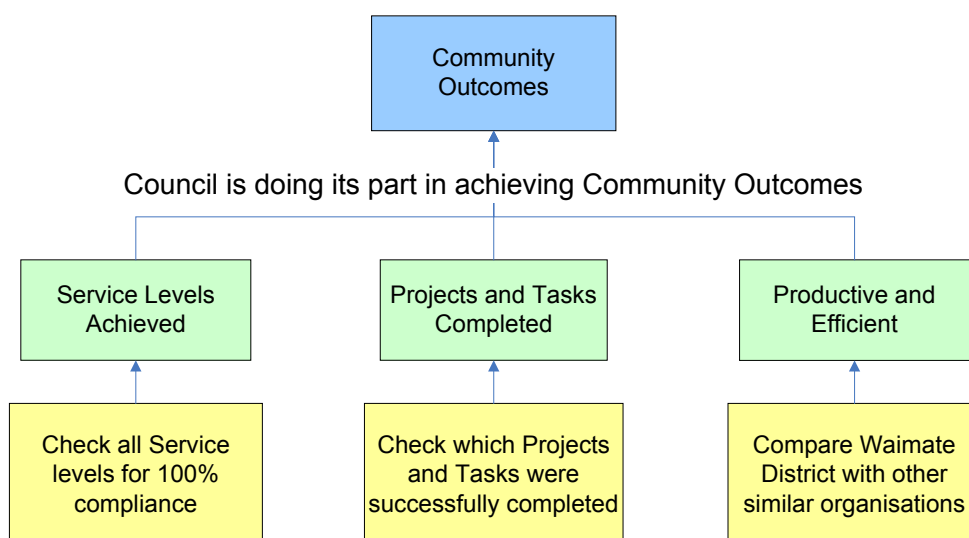 Community
Outcomes
Council is doing its part in achieving Community Outcomes
Service Levels
Achieved
Projects and Tasks
Completed
Productive and
Efficient
Check all Service
levels for 100%
compliance
Check which Projects
and Tasks were
successfully completed
Compare Waimate
District with other
similar organisations